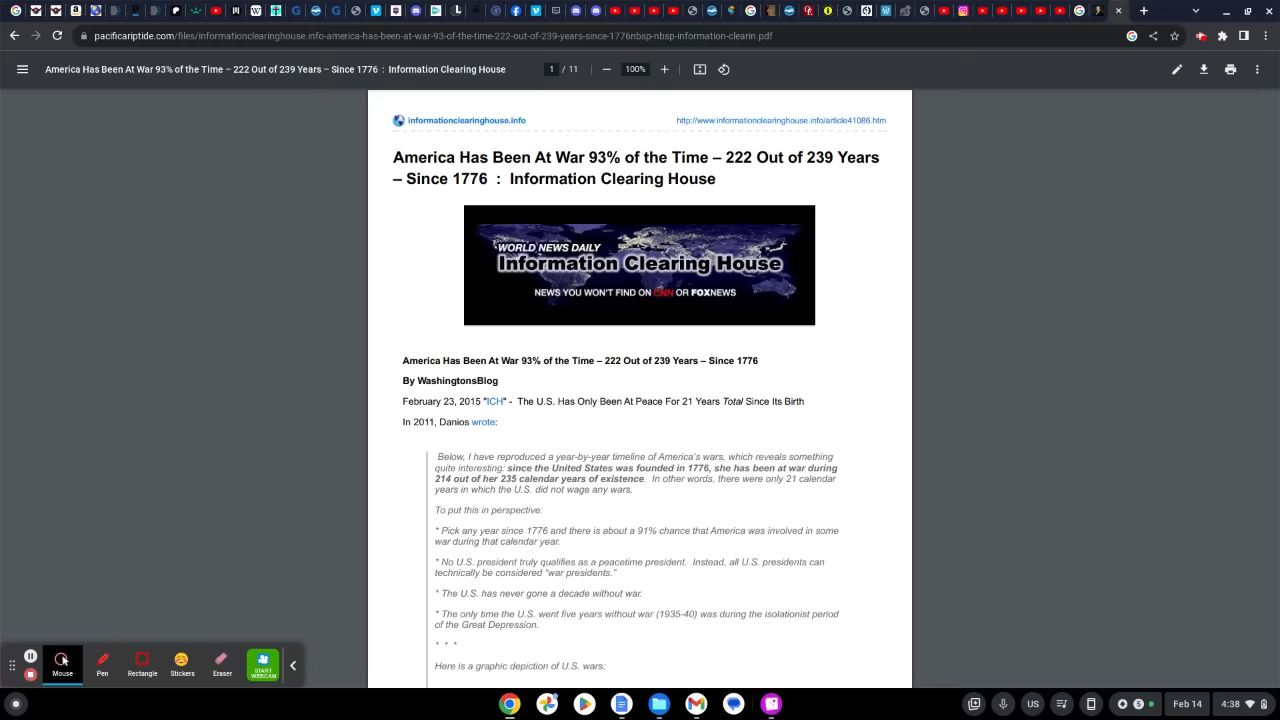 pacificariptide.com/files/informationclearinghouse.info-america-has-been-at-war-93-of-the-time-222-out-of-239-years-since-1776nbsp-nbsp-information-clearin.pdf
America Has Been At War 93% of the Time – 222 Out of 239 Years – Since 1776 : Information Clearing House
1 / 11
100%
informationclearinghouse.info
http://www.informationclearinghouse.info/article41086.htm
America Has Been At War 93% of the Time – 222 Out of 239 Years
– Since 1776 : Information Clearing House
WORLD NEWS DAILY
Information Clearing House
NEWS YOU WON'T FIND ON CNN OR FOXNEWS
America Has Been At War 93% of the Time – 222 Out of 239 Years – Since 1776
By WashingtonsBlog
February 23, 2015 "ICH" - The U.S. Has Only Been At Peace For 21 Years Total Since Its Birth
In 2011, Danios wrote:
Below, I have reproduced a year-by-year timeline of America's wars, which reveals something
quite interesting: since the United States was founded in 1776, she has been at war during
214 out of her 235 calendar years of existence. In other words, there were only 21 calendar
years in which the U.S. did not wage any wars.
To put this in perspective:
* Pick any year since 1776 and there is about a 91% chance that America was involved in some
war during that calendar year.
* No U.S. president truly qualifies as a peacetime president. Instead, all U.S. presidents can
technically be considered "war presidents."
* The U.S. has never gone a decade without war.
* The only time the U.S. went five years without war (1935-40) was during the isolationist period
of the Great Depression.
* * *
Here is a graphic depiction of U.S. wars:
Mouse
Pen
Rectangle
Stickers
Eraser
START
WEBCAM
US
Feb 14
4:38